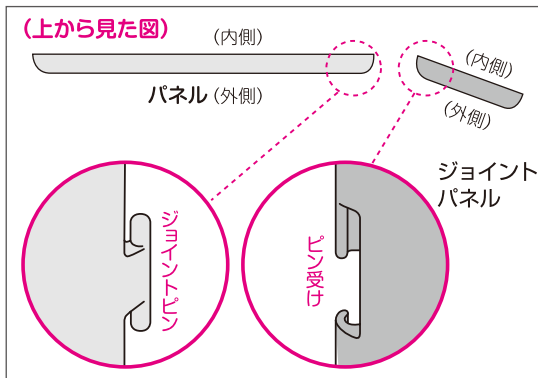 （上から見た図）
（内側）
パネル（外側）
（内側）
（外側）
ジョイント
パネル
ジョイントピン
ピン受け